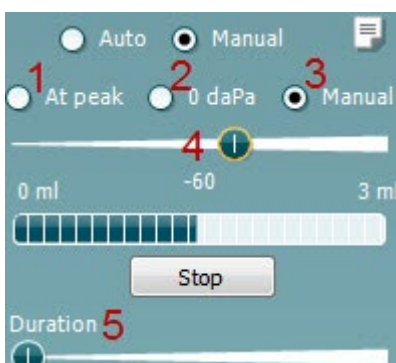 Auto Manual
1 At peak 2 0 daPa 3 Manual
4
0 ml -60 3 ml
Stop
Duration 5